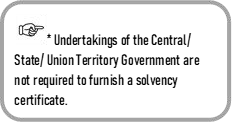 * Undertakings of the Central/
State/ Union Territory Government are
not required to furnish a solvency
certificate.